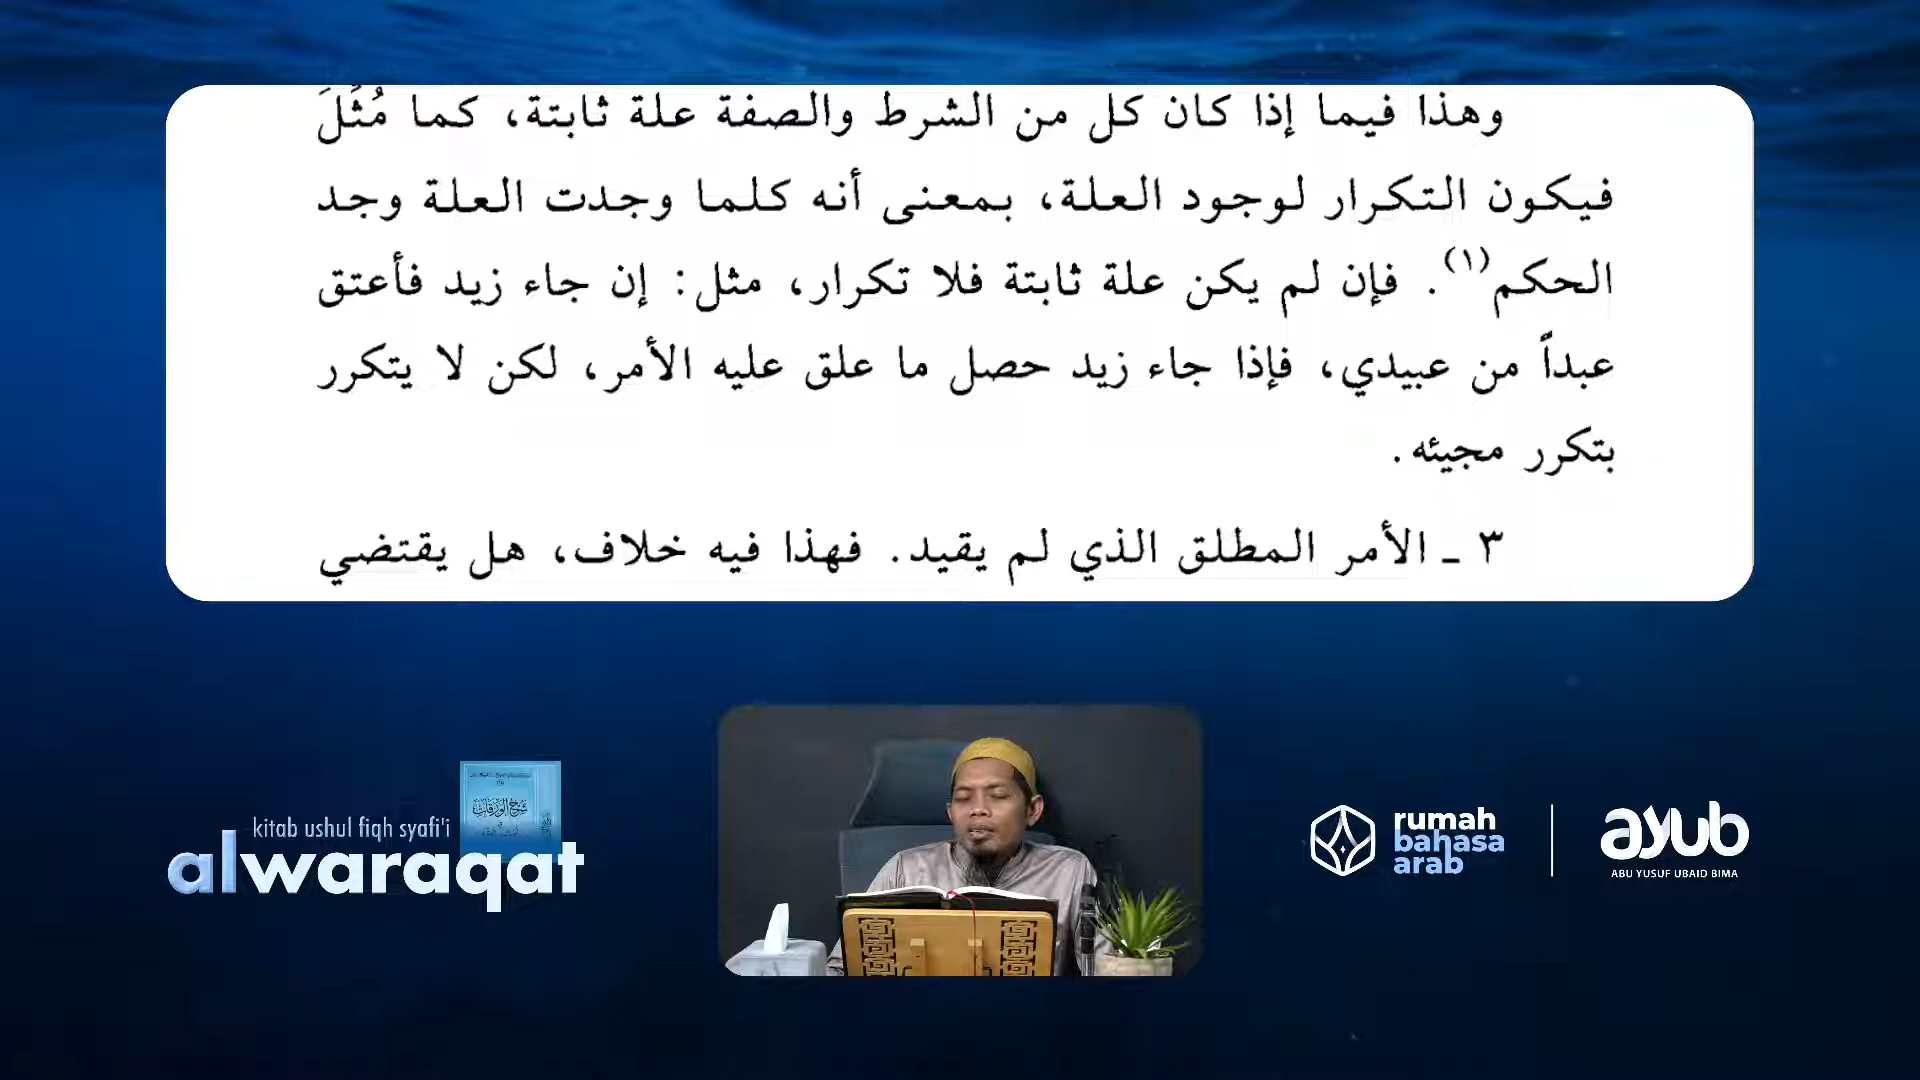 وهذا فيما إذا كان كل من الشرط والصفة علة ثابتة، كما مُثِّلَ
فيكون التكرار لوجود العلة، بمعنى أنه كلما وجدت العلة وجد
الحكم(١). فإن لم يكن علة ثابتة فلا تكرار، مثل: إن جاء زيد فأعتق
عبداً من عبيدي، فإذا جاء زيد حصل ما علق عليه الأمر، لكن لا يتكرر
بتكرر مجيئه.
٣ ـ الأمر المطلق الذي لم يقيد. فهذا فيه خلاف، هل يقتضي
شرح الورقات
kitab ushul fiqh syafi'i
alwaraqat
rumah
bahasa
arab
ayub
ABU YUSUF UBAID BIMA